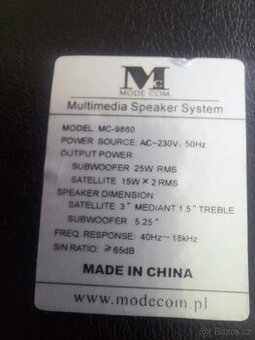 M C
MODE COM
Multimedia Speaker System
MODEL: MC-9860
POWER SOURCE: AC~230V, 50Hz
OUTPUT POWER
SUBWOOFER 25W RMS
SATELLITE 15W×2 RMS
SPEAKER DIMENSION:
SATELLITE 3" MEDIANT 1.5" TREBLE
SUBWOOFER 5.25"
FREQ. RESPONSE: 40Hz~18kHz
S/N RATIO: ≥65dB
MADE IN CHINA
www.modecom.pl